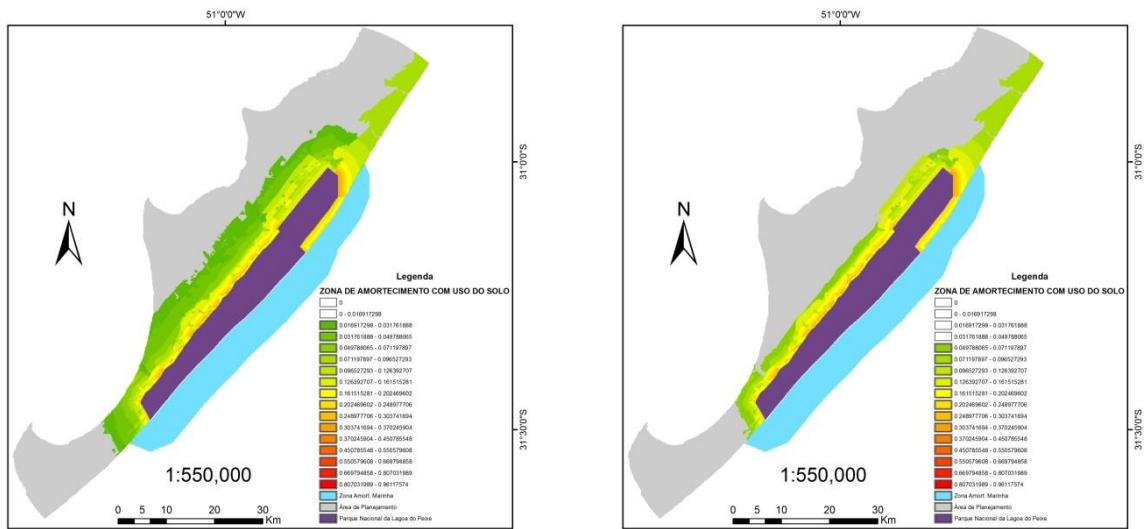 51°0'0"W
31°0'0"S
31°30'0"S
N
Legenda
ZONA DE AMORTECIMENTO COM USO DO SOLO
0
0 - 0.016917298
0.016917298 - 0.031761888
0.031761888 - 0.049788065
0.049788065 - 0.071197897
0.071197897 - 0.096527293
0.096527293 - 0.126392707
0.126392707 - 0.161515281
0.161515281 - 0.202469602
0.202469602 - 0.248977706
0.248977706 - 0.303741694
0.303741694 - 0.370245904
0.370245904 - 0.450785548
0.450785548 - 0.550579608
0.550579608 - 0.669794858
0.669794858 - 0.807031989
0.807031989 - 0.96117574
Zona Amort. Marinha
Área de Planejamento
Parque Nacional da Lagoa do Peixe
1:550,000
0 5 10 20 30
Km
51°0'0"W
31°0'0"S
31°30'0"S
N
Legenda
ZONA DE AMORTECIMENTO COM USO DO SOLO
0
0 - 0.016917298
0.016917298 - 0.031761888
0.031761888 - 0.049788065
0.049788065 - 0.071197897
0.071197897 - 0.096527293
0.096527293 - 0.126392707
0.126392707 - 0.161515281
0.161515281 - 0.202469602
0.202469602 - 0.248977706
0.248977706 - 0.303741694
0.303741694 - 0.370245904
0.370245904 - 0.450785548
0.450785548 - 0.550579608
0.550579608 - 0.669794858
0.669794858 - 0.807031989
0.807031989 - 0.96117574
Zona Amort. Marinha
Área de Planejamento
Parque Nacional da Lagoa do Peixe
1:550,000
0 5 10 20 30
Km